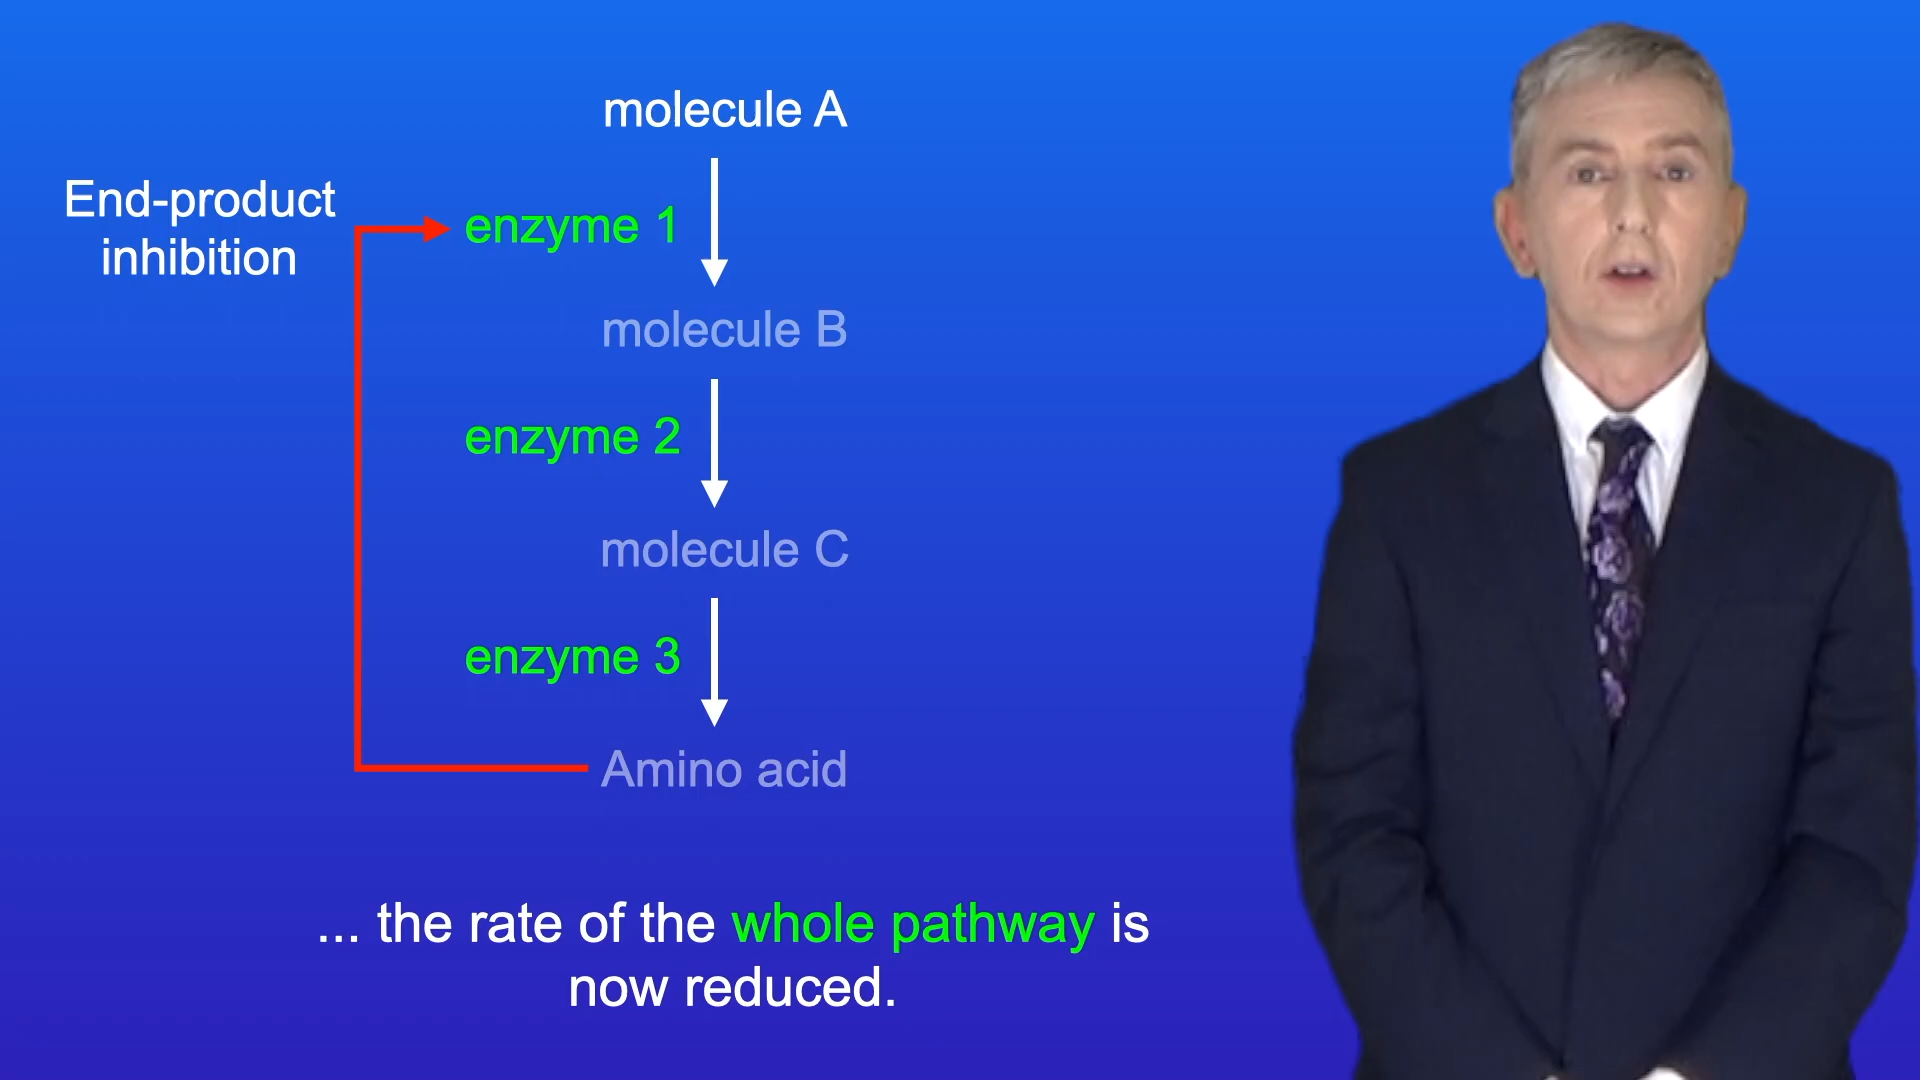 molecule A
End-product
inhibition
enzyme 1
molecule B
enzyme 2
molecule C
enzyme 3
Amino acid
... the rate of the whole pathway is
now reduced.